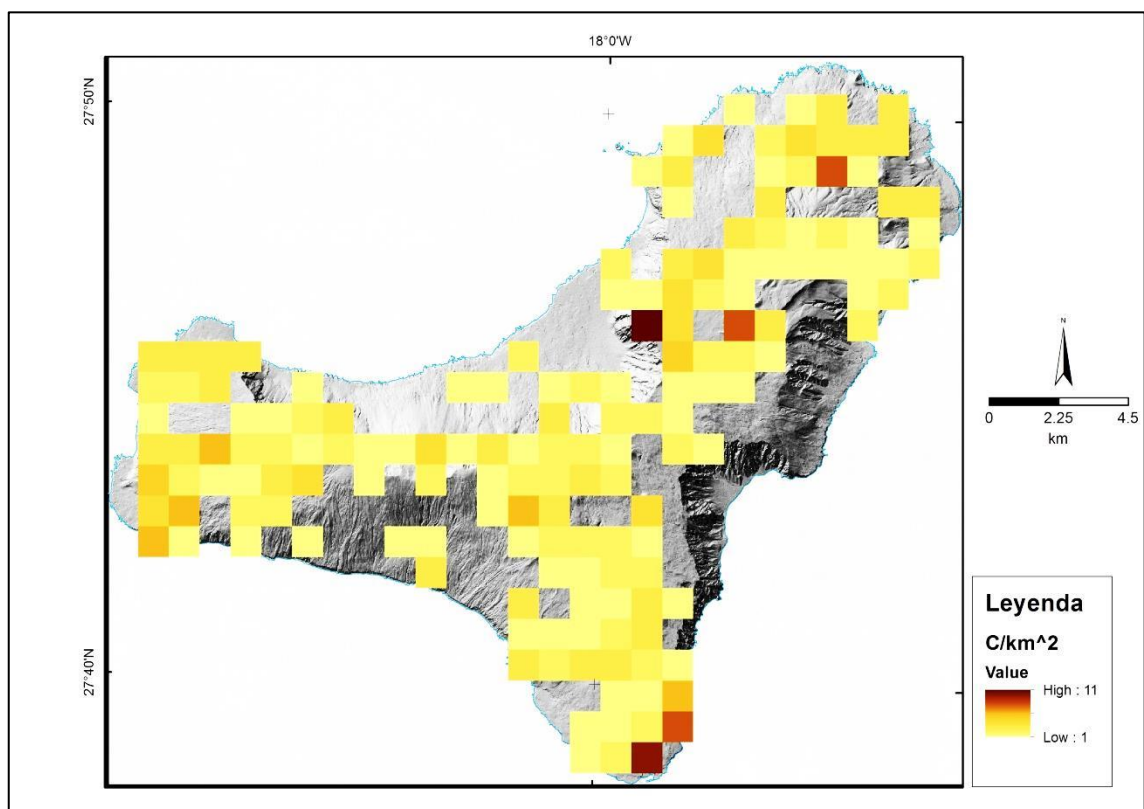 18°0'W
27°50'N
27°40'N
N
0 2.25 4.5
km
Leyenda
C/km^2
Value
High : 11
Low : 1